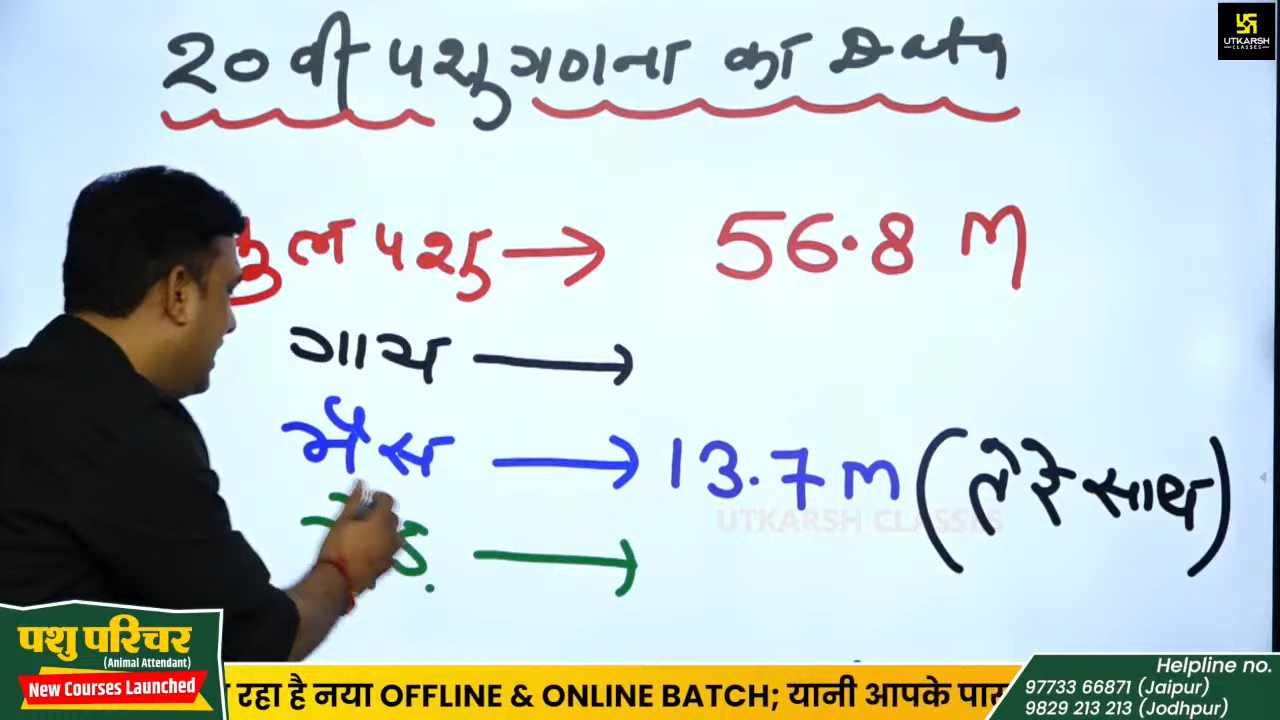 20 वी पशु गणना का Data
UTKARSH
CLASSES
कुल पशु → 56.8 m
गाय →
भैंस → 13.7 m (तेरे साथ)
UTKARSH CLASSES
→
पशु परिचर
(Animal Attendant)
New Courses Launched
रहा है नया OFFLINE & ONLINE BATCH; यानी आपके पास
Helpline no.
97733 66871 (Jaipur)
9829 213 213 (Jodhpur)